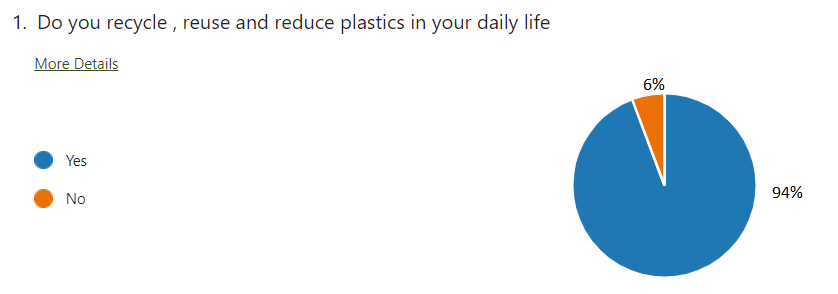 1. Do you recycle , reuse and reduce plastics in your daily life
More Details
6%
Yes
94%
No